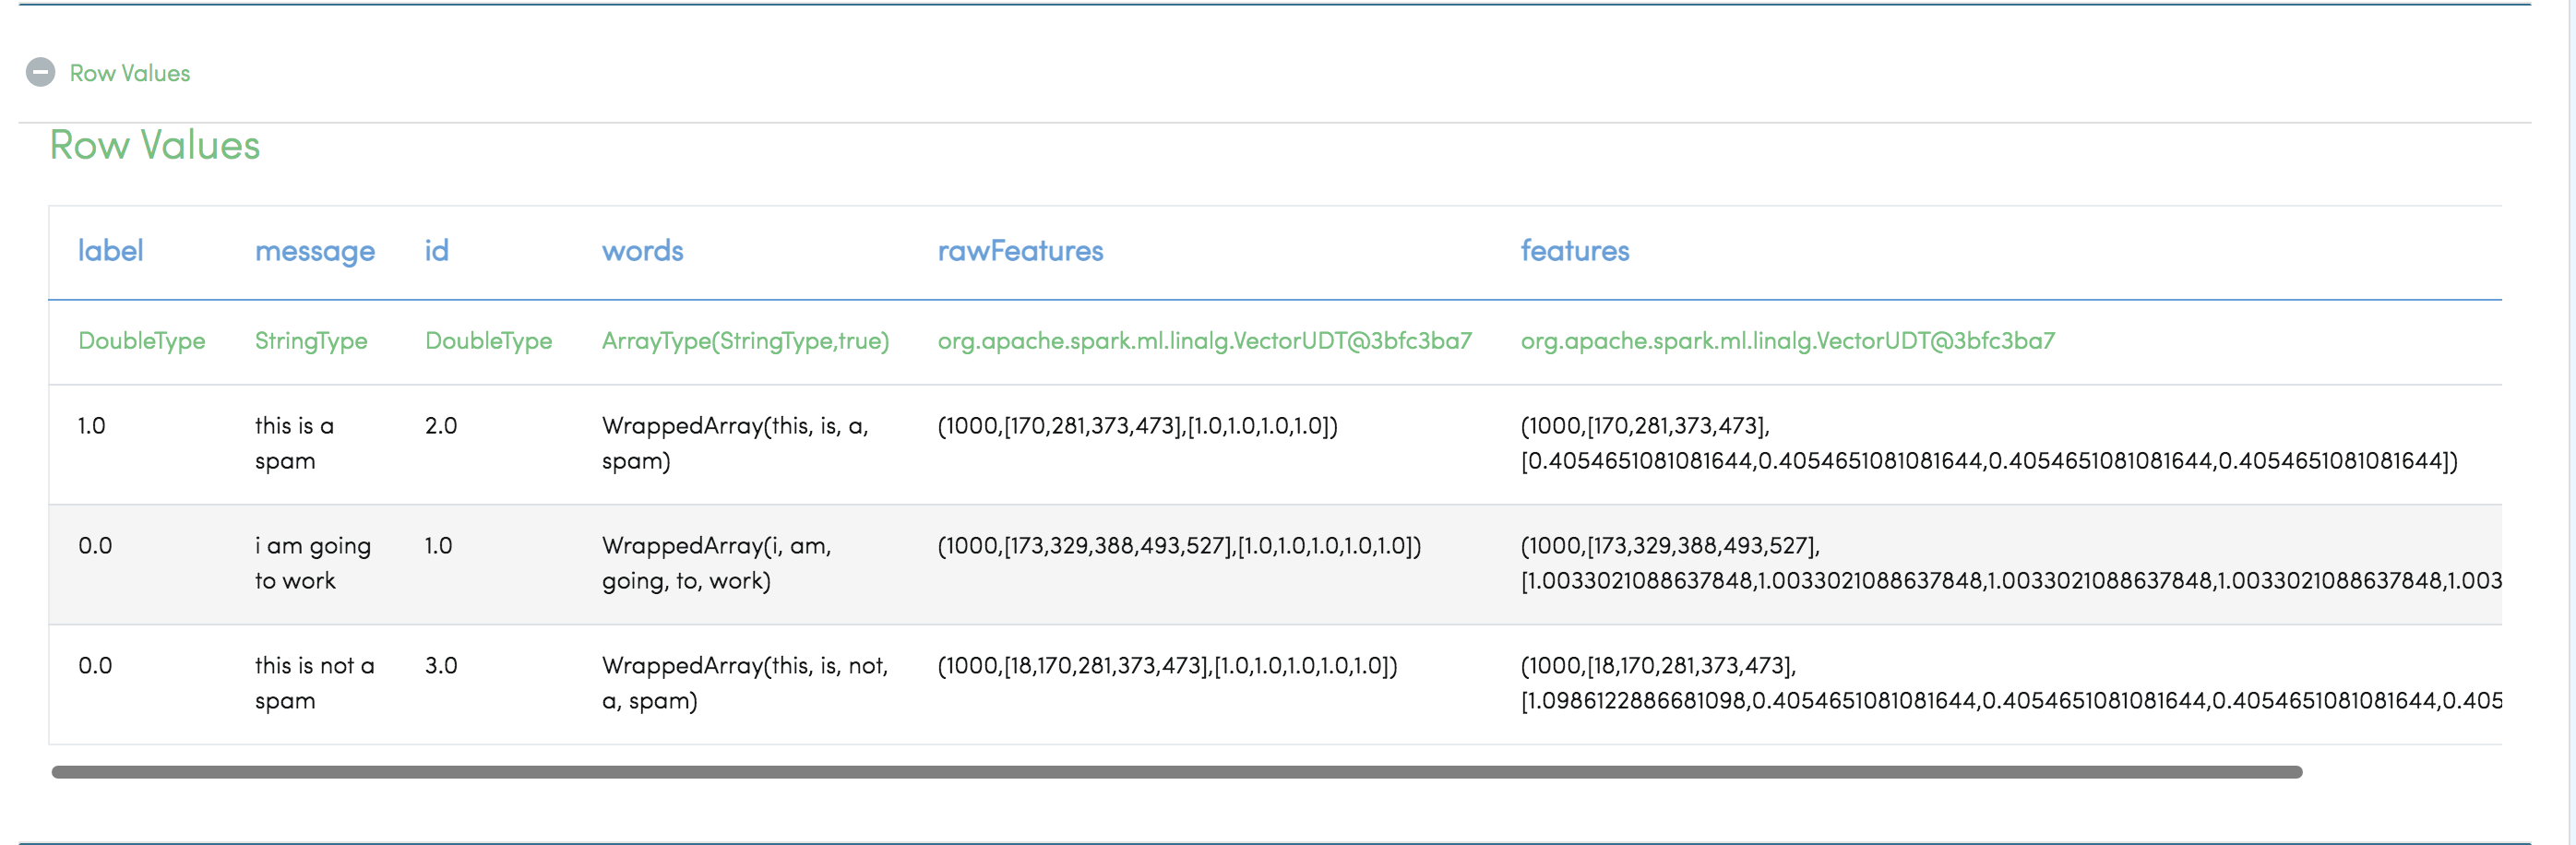 Row Values
Row Values
label message id words rawFeatures features
DoubleType StringType DoubleType ArrayType(StringType,true) org.apache.spark.ml.linalg.VectorUDT@3bfc3ba7 org.apache.spark.ml.linalg.VectorUDT@3bfc3ba7
1.0 this is a 2.0 WrappedArray(this, is, a, (1000,[170,281,373,473],[1.0,1.0,1.0,1.0]) (1000,[170,281,373,473],
spam spam) [0.4054651081081644,0.4054651081081644,0.4054651081081644,0.4054651081081644])
0.0 i am going 1.0 WrappedArray(i, am, (1000,[173,329,388,493,527],[1.0,1.0,1.0,1.0,1.0]) (1000,[173,329,388,493,527],
to work going, to, work) [1.0033021088637848,1.0033021088637848,1.0033021088637848,1.0033021088637848,1.003
0.0 this is not a 3.0 WrappedArray(this, is, not, (1000,[18,170,281,373,473],[1.0,1.0,1.0,1.0,1.0]) (1000,[18,170,281,373,473],
spam a, spam) [1.0986122886681098,0.4054651081081644,0.4054651081081644,0.4054651081081644,0.405